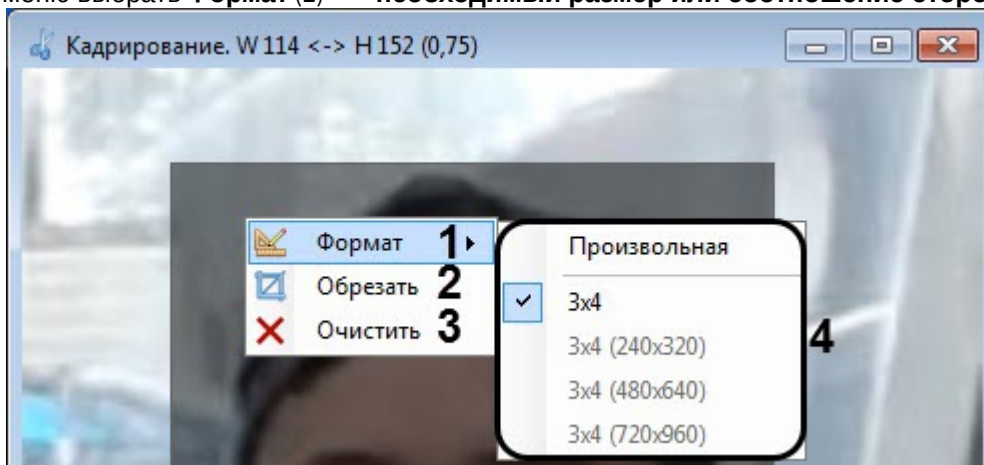 меню выбрать Формат (1) необходимый размер или соотношение
Кадрирование. W 114 <-> H 152 (0,75)
Формат 1
Обрезать 2
Очистить 3
Произвольная
3x4
3x4 (240x320)
3x4 (480x640)
3x4 (720x960)
4